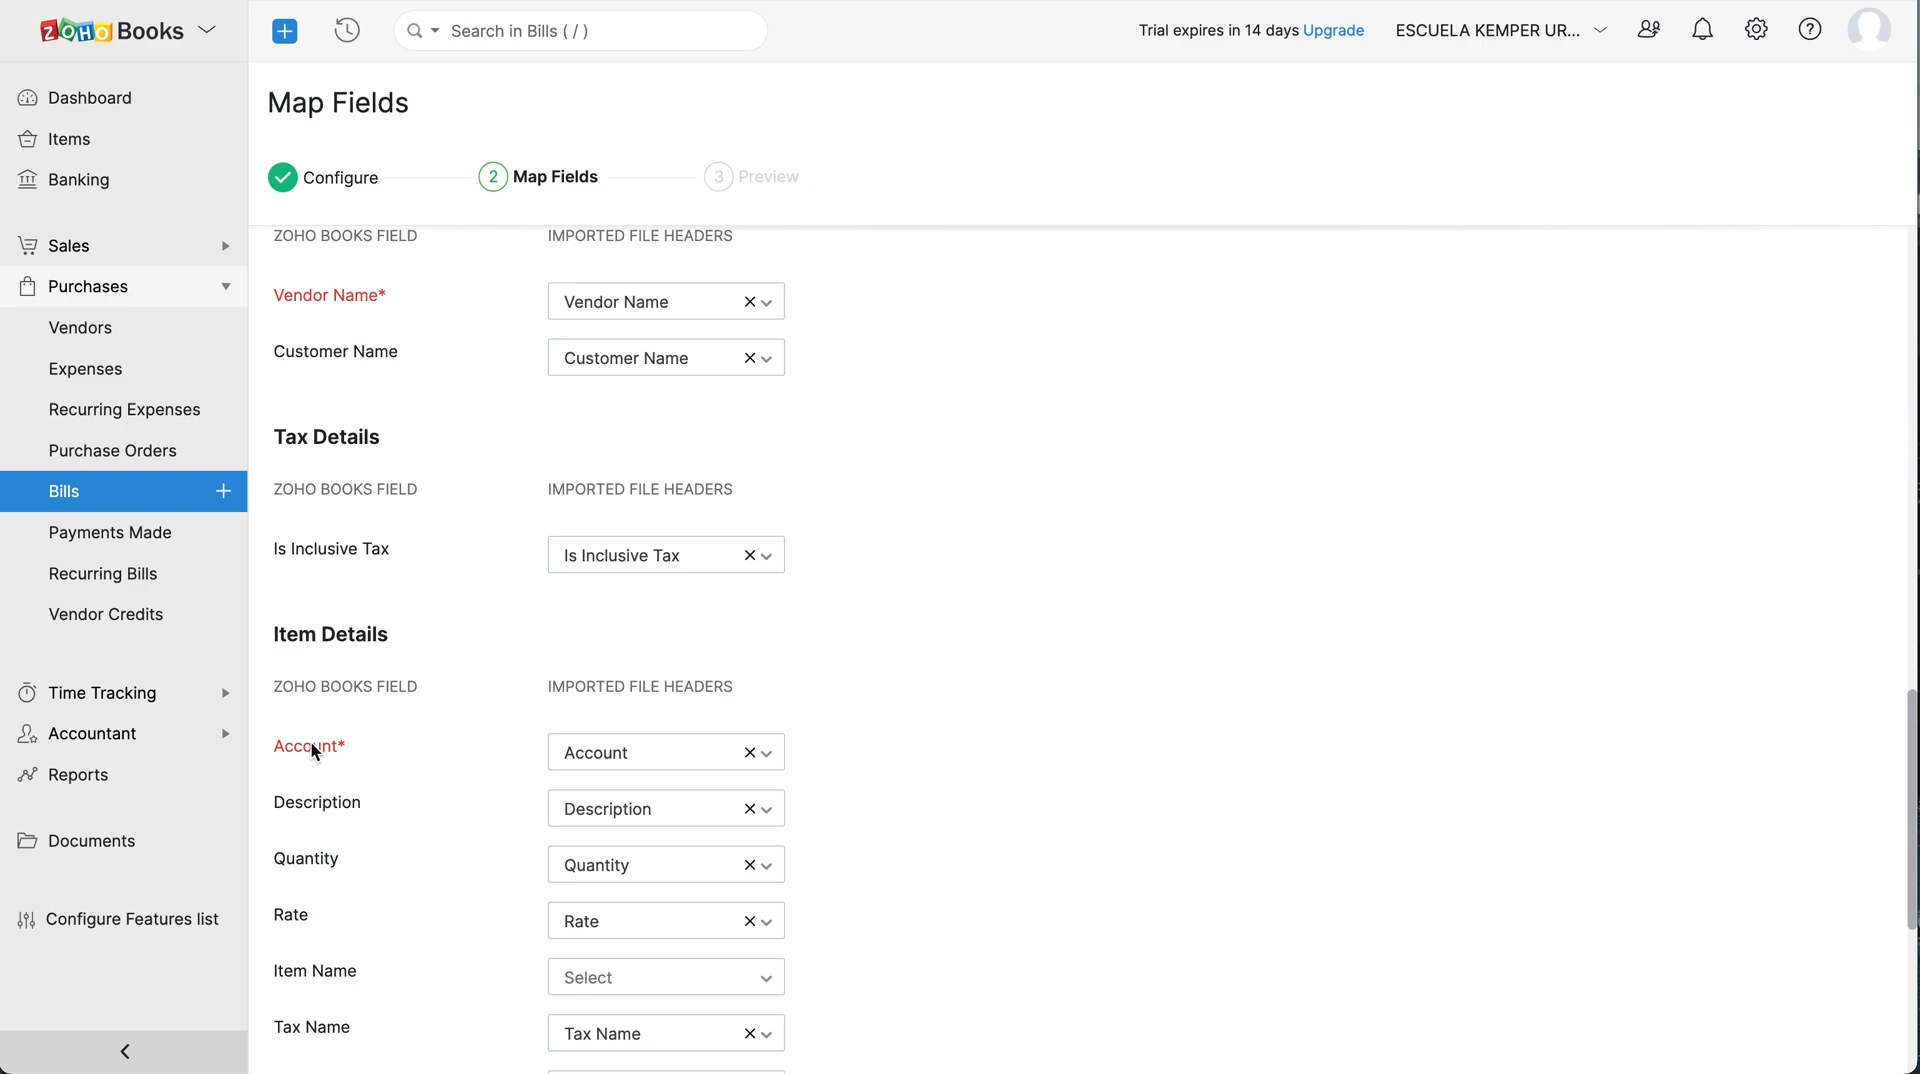 ZOHO Books
Search in Bills ( / )
Trial expires in 14 days Upgrade
ESCUELA KEMPER UR...
Dashboard
Items
Banking
Sales
Purchases
Vendors
Expenses
Recurring Expenses
Purchase Orders
Bills
Payments Made
Recurring Bills
Vendor Credits
Time Tracking
Accountant
Reports
Documents
Configure Features list
Map Fields
Configure
2 Map Fields
3 Preview
ZOHO BOOKS FIELD IMPORTED FILE HEADERS
Vendor Name* Vendor Name
Customer Name Customer Name
Tax Details
ZOHO BOOKS FIELD IMPORTED FILE HEADERS
Is Inclusive Tax Is Inclusive Tax
Item Details
ZOHO BOOKS FIELD IMPORTED FILE HEADERS
Account* Account
Description Description
Quantity Quantity
Rate Rate
Item Name Select
Tax Name Tax Name